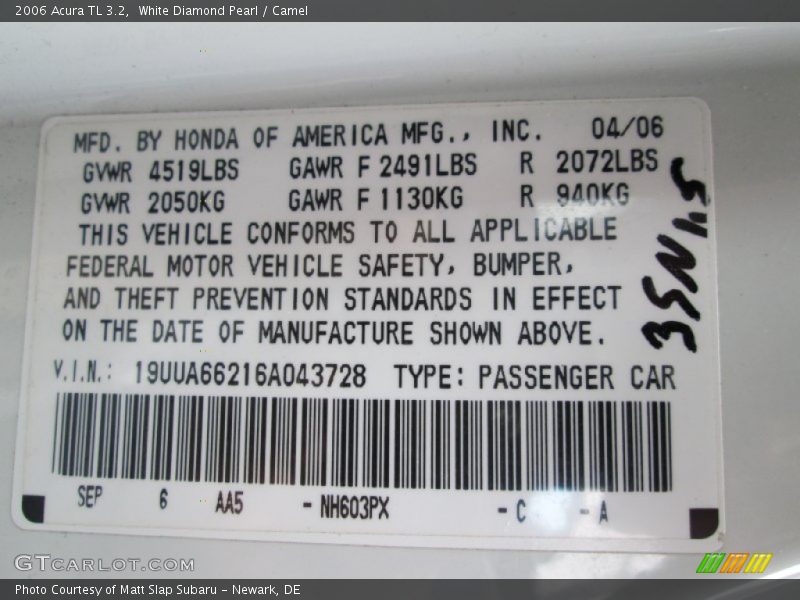 2006 Acura TL 3.2,  White Diamond Pearl / Camel
MFD. BY HONDA OF AMERICA MFG., INC. 04/06
GVWR 4519LBS GAWR F 2491LBS R 2072LBS
GVWR 2050KG GAWR F 1130KG R 940KG
THIS VEHICLE CONFORMS TO ALL APPLICABLE
FEDERAL MOTOR VEHICLE SAFETY, BUMPER,
AND THEFT PREVENTION STANDARDS IN EFFECT
ON THE DATE OF MANUFACTURE SHOWN ABOVE.
V.I.N.: 19UUA66216A043728 TYPE: PASSENGER CAR
SEP 6 AA5 - NH603PX - C - A
GTCARLOT.COM
Photo Courtesy of Matt Slap Subaru - Newark, DE